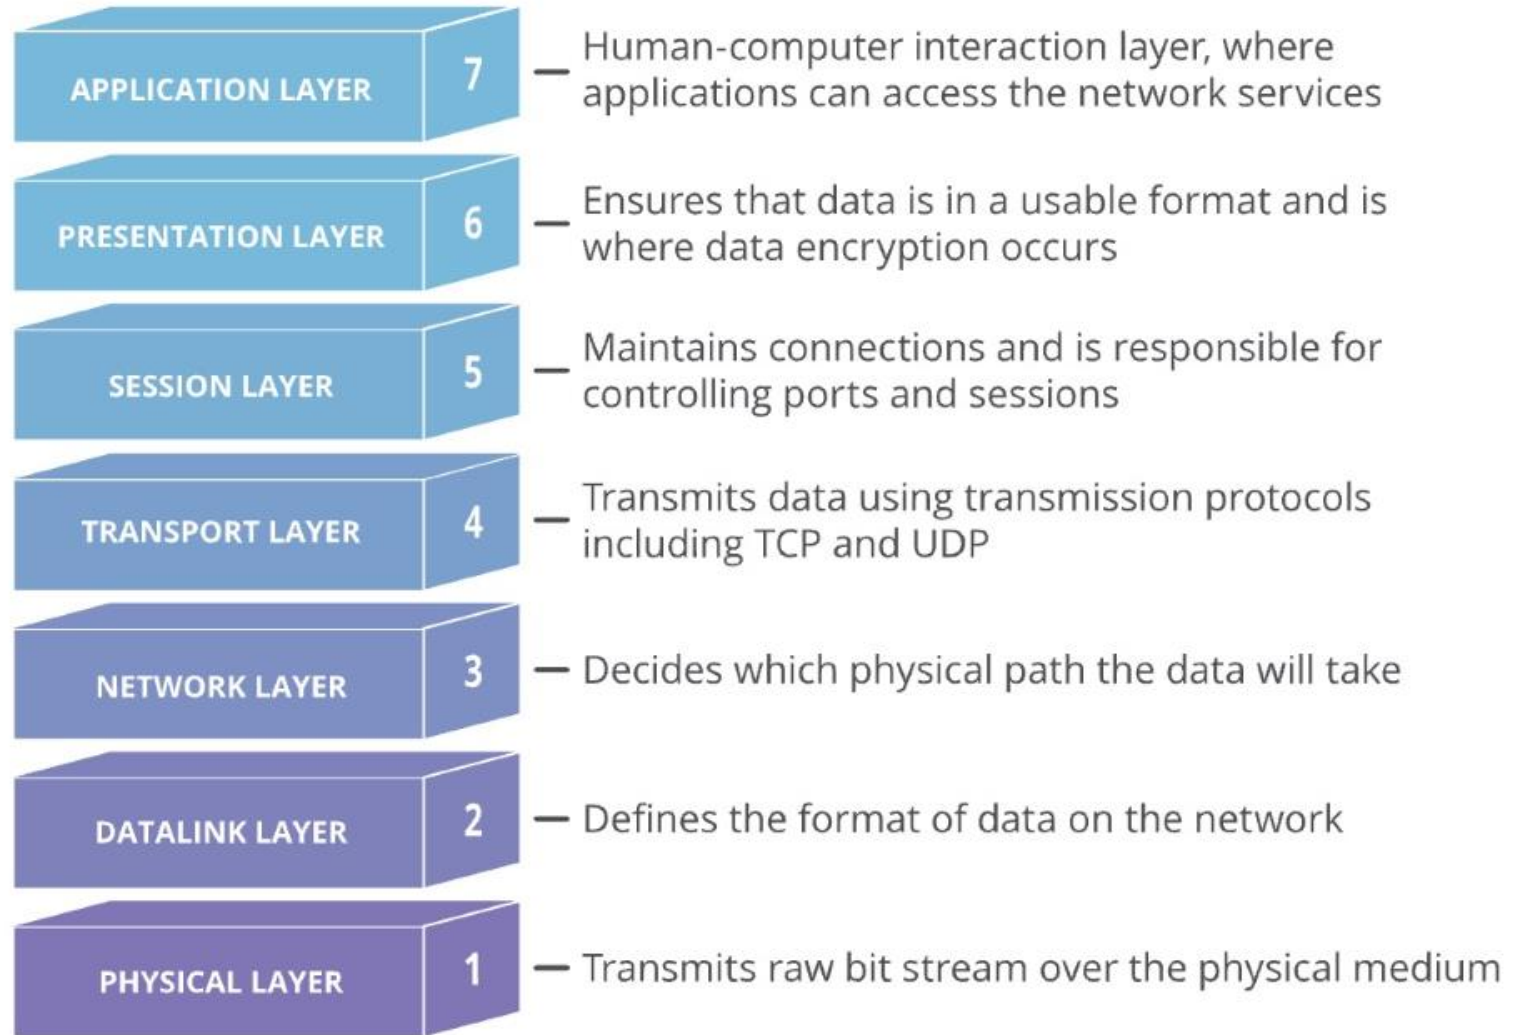 APPLICATION LAYER
7
Human-computer interaction layer, where
applications can access the network services
PRESENTATION LAYER
6
Ensures that data is in a usable format and is
where data encryption occurs
SESSION LAYER
5
Maintains connections and is responsible for
controlling ports and sessions
TRANSPORT LAYER
4
Transmits data using transmission protocols
including TCP and UDP
NETWORK LAYER
3
Decides which physical path the data will take
DATALINK LAYER
2
Defines the format of data on the network
PHYSICAL LAYER
1
Transmits raw bit stream over the physical medium